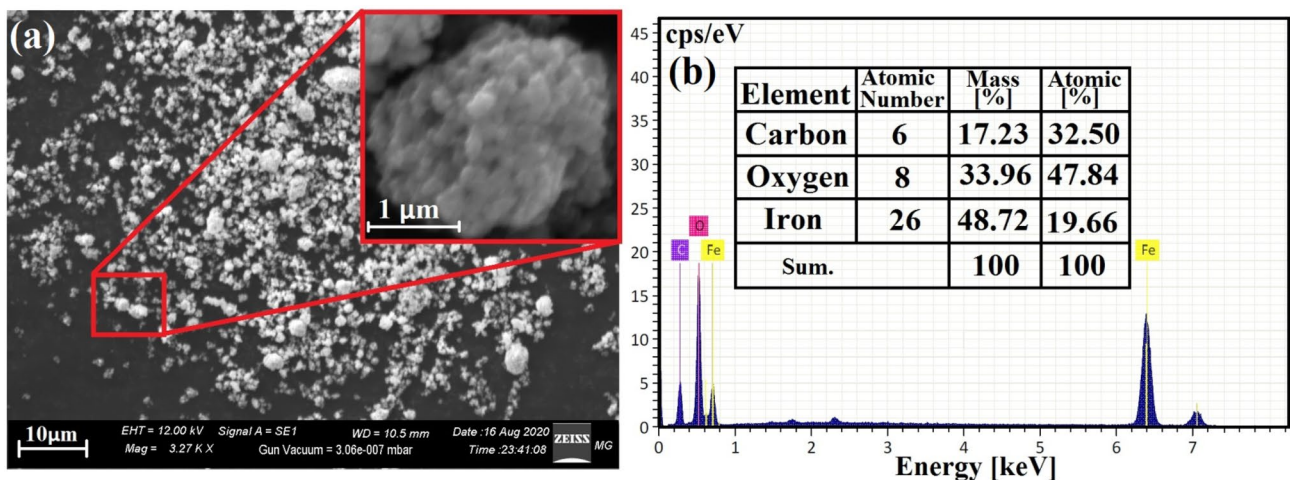 (a)
1 µm
10µm
EHT = 12.00 kV Signal A = SE1 WD = 10.5 mm Date :16 Aug 2020
Mag = 3.27 K X Gun Vacuum = 3.06e-007 mbar Time :23:41:08
ZEISS
MG
cps/eV
(b)
Element Atomic Number Mass [%] Atomic [%]
Carbon 6 17.23 32.50
Oxygen 8 33.96 47.84
Iron 26 48.72 19.66
Sum. 100 100
45
40
35
30
25
20
15
10
5
0
C
O
Fe
Fe
0 1 2 3 4 5 6 7
Energy [keV]